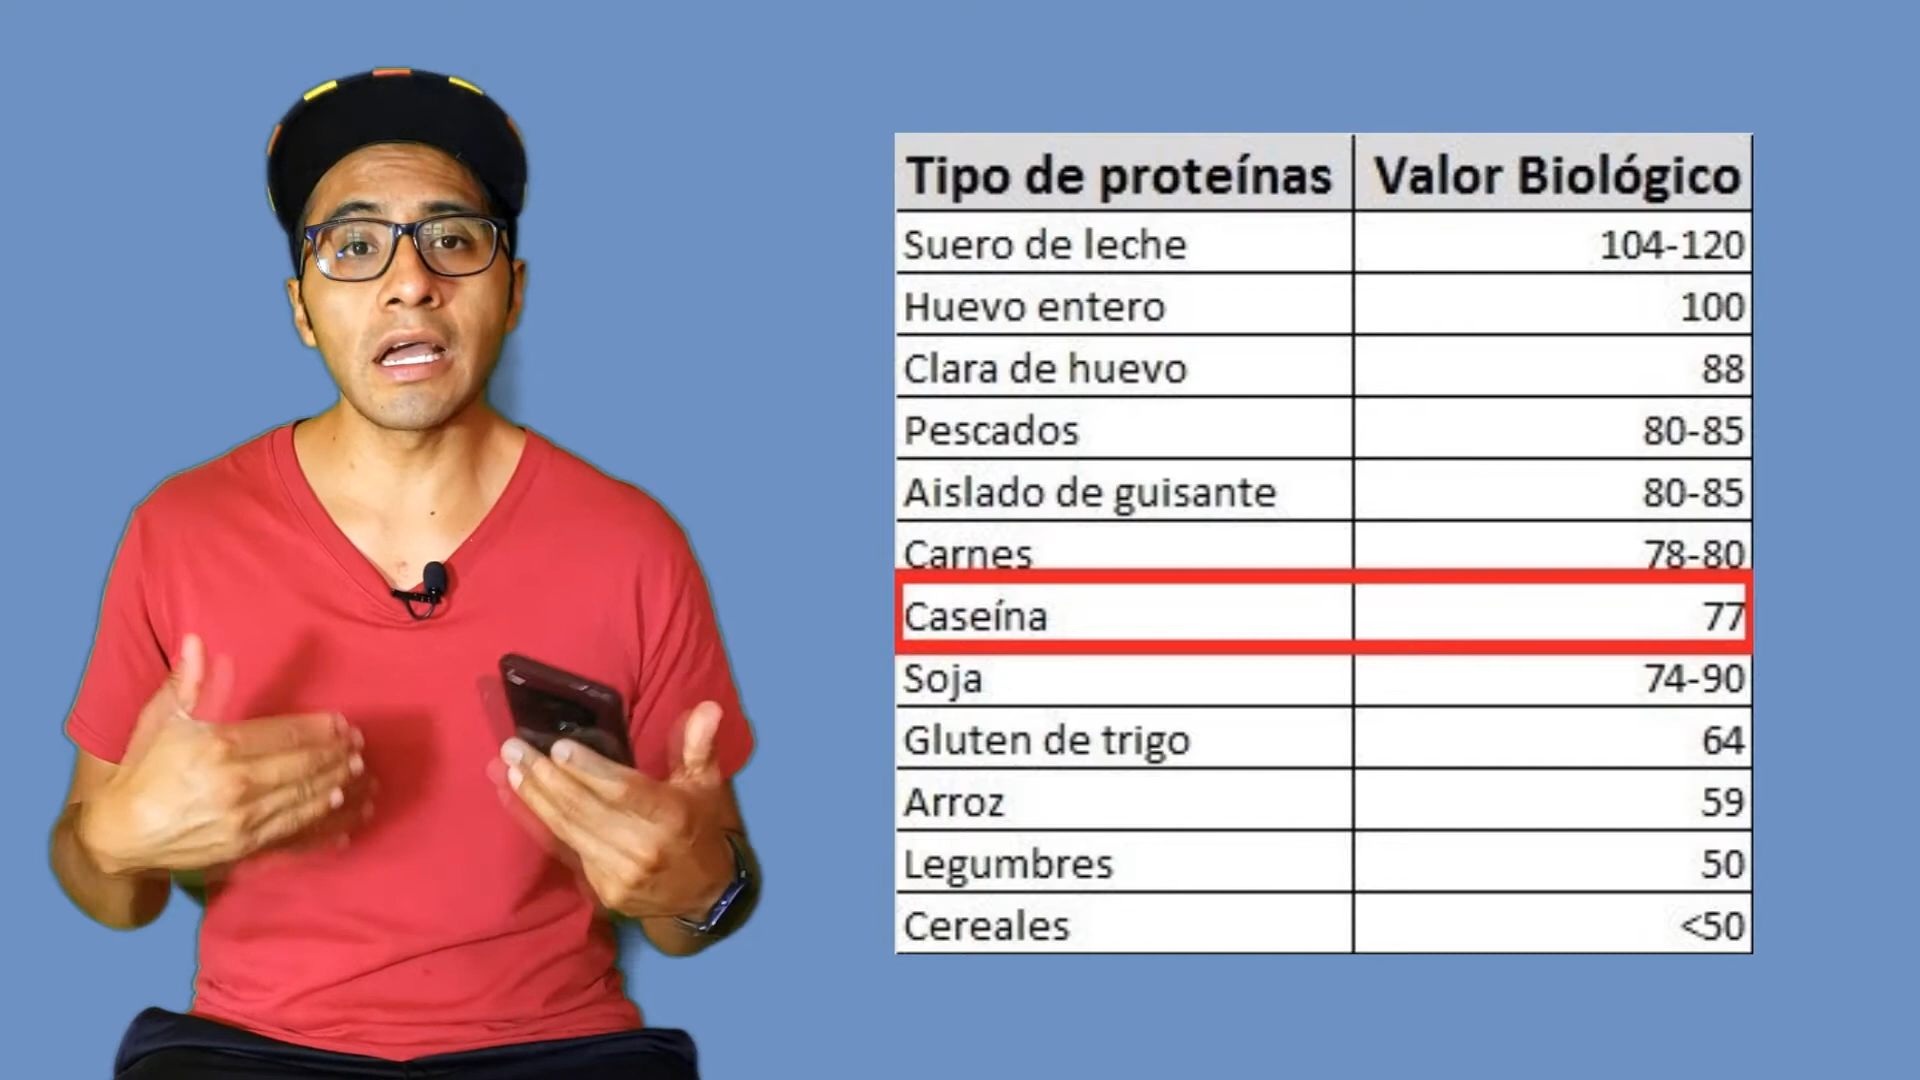 Tipo de proteínas Valor Biológico
Suero de leche 104-120
Huevo entero 100
Clara de huevo 88
Pescados 80-85
Aislado de guisante 80-85
Carnes 78-80
Caseína 77
Soja 74-90
Gluten de trigo 64
Arroz 59
Legumbres 50
Cereales <50